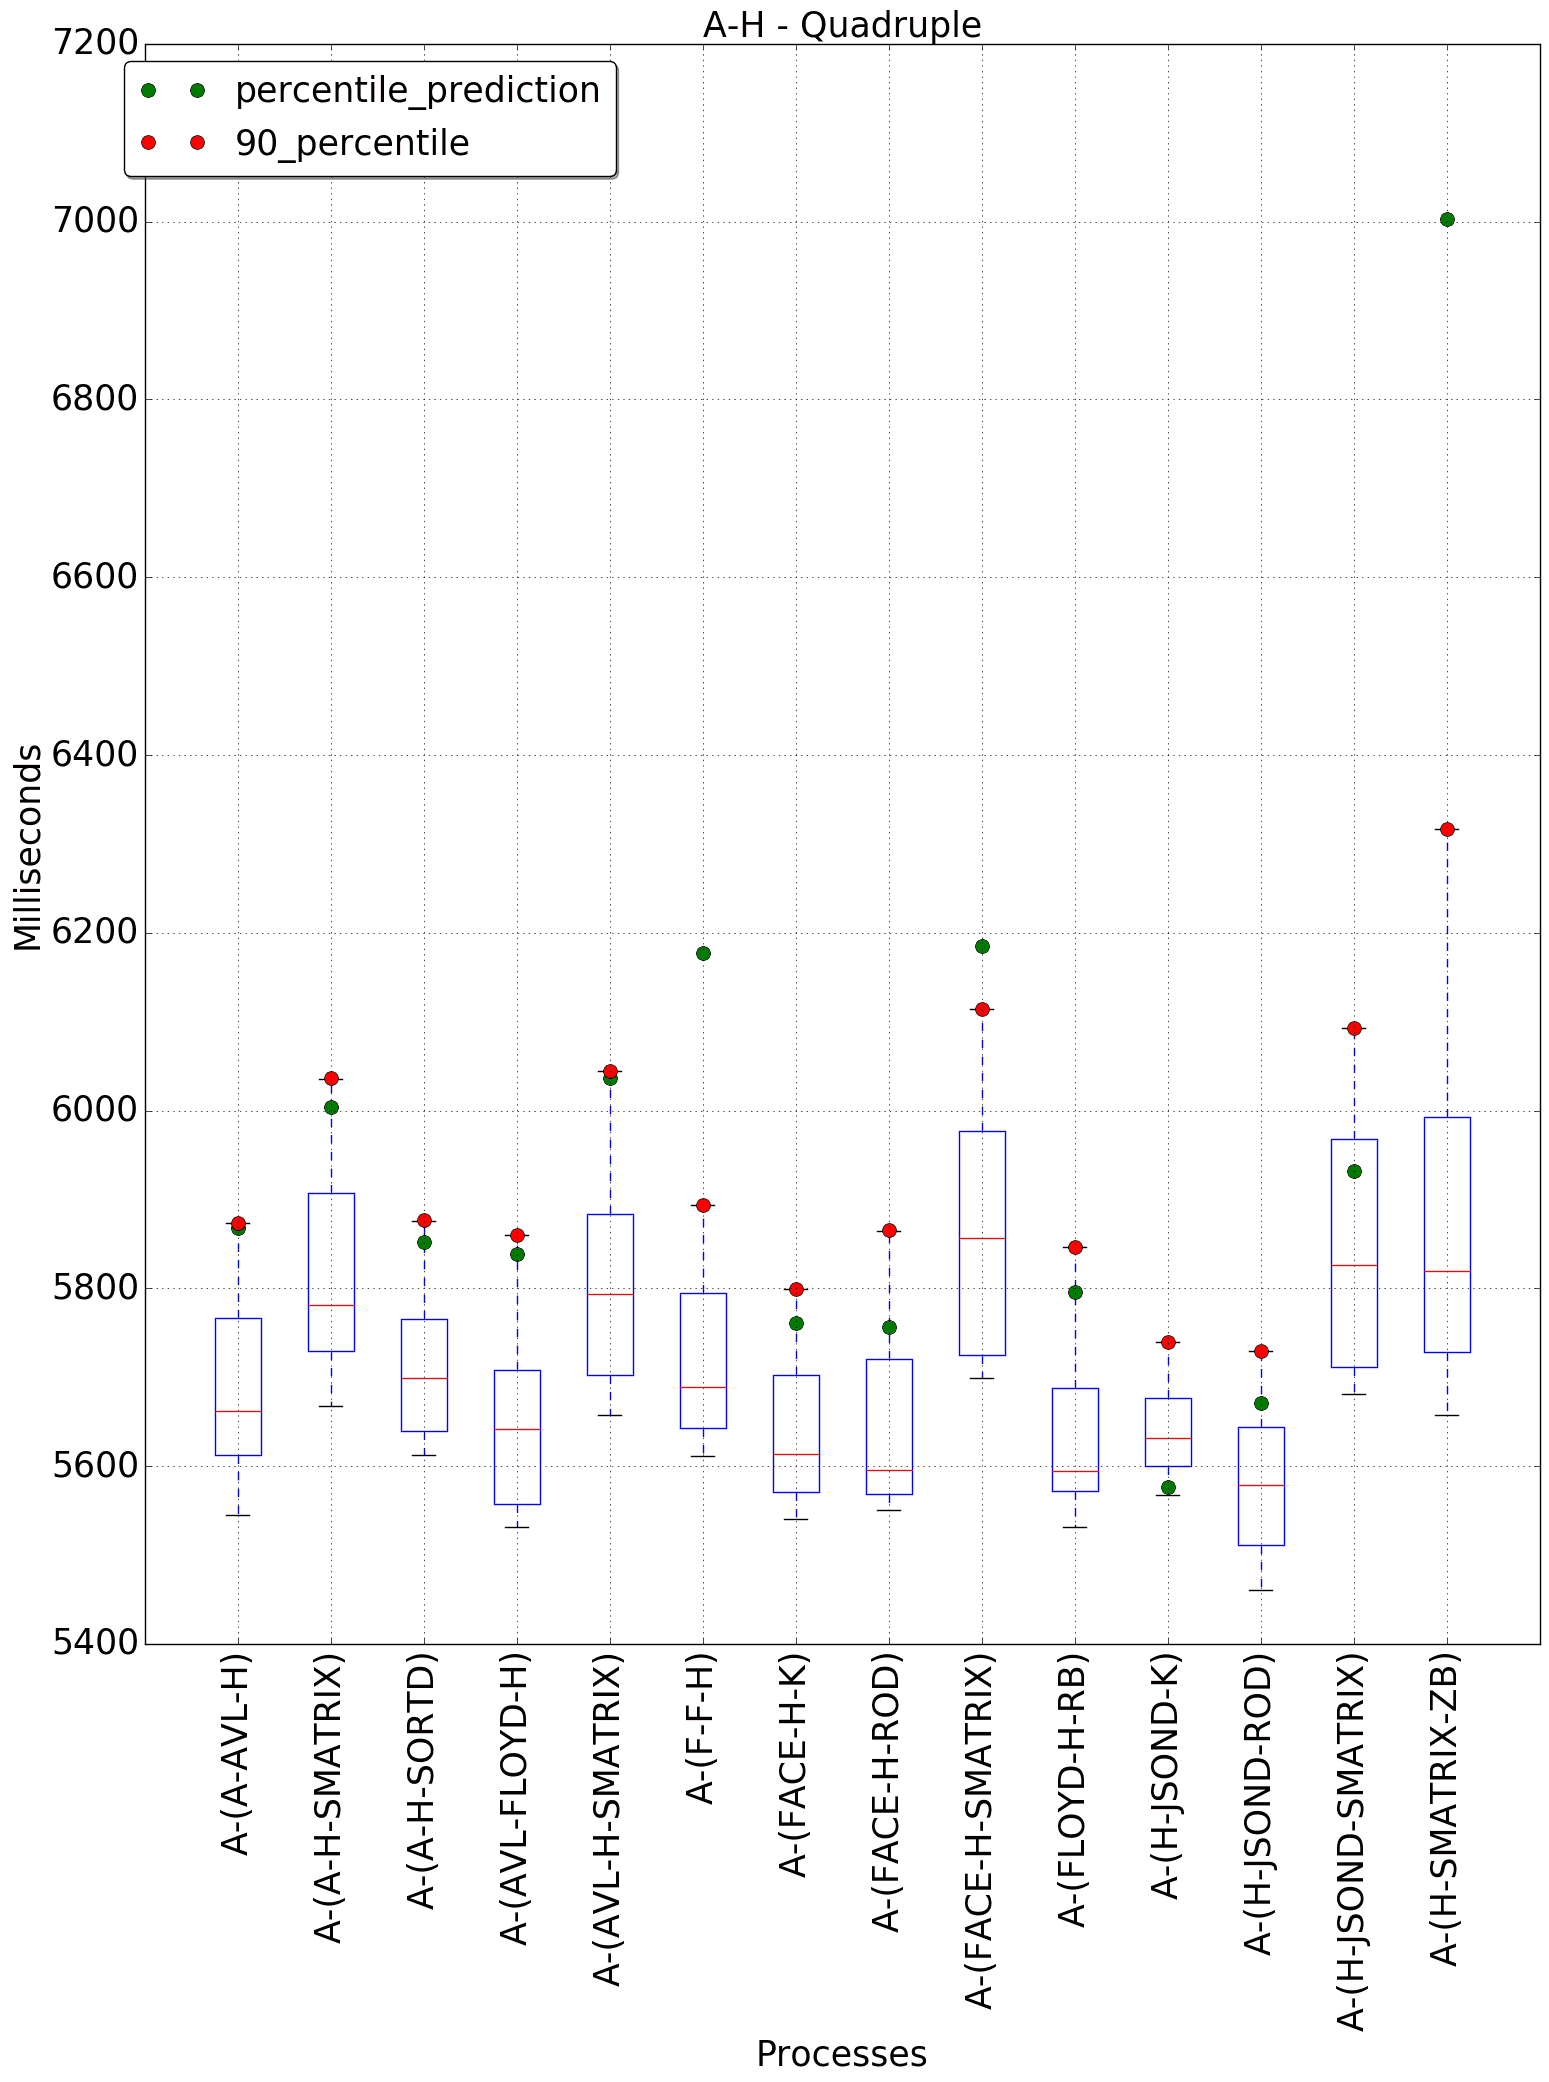 A-H - Quadruple
7200
7000
6800
6600
6400
6200
6000
5800
5600
5400
percentile_prediction
90_percentile
Milliseconds
A-(A-AVL-H)
A-(A-H-SMATRIX)
A-(A-H-SORTD)
A-(AVL-FLOYD-H)
A-(AVL-H-SMATRIX)
A-(F-F-H)
A-(FACE-H-K)
A-(FACE-H-ROD)
A-(FACE-H-SMATRIX)
A-(FLOYD-H-RB)
A-(H-JSOND-K)
A-(H-JSOND-ROD)
A-(H-JSOND-SMATRIX)
A-(H-SMATRIX-ZB)
Processes